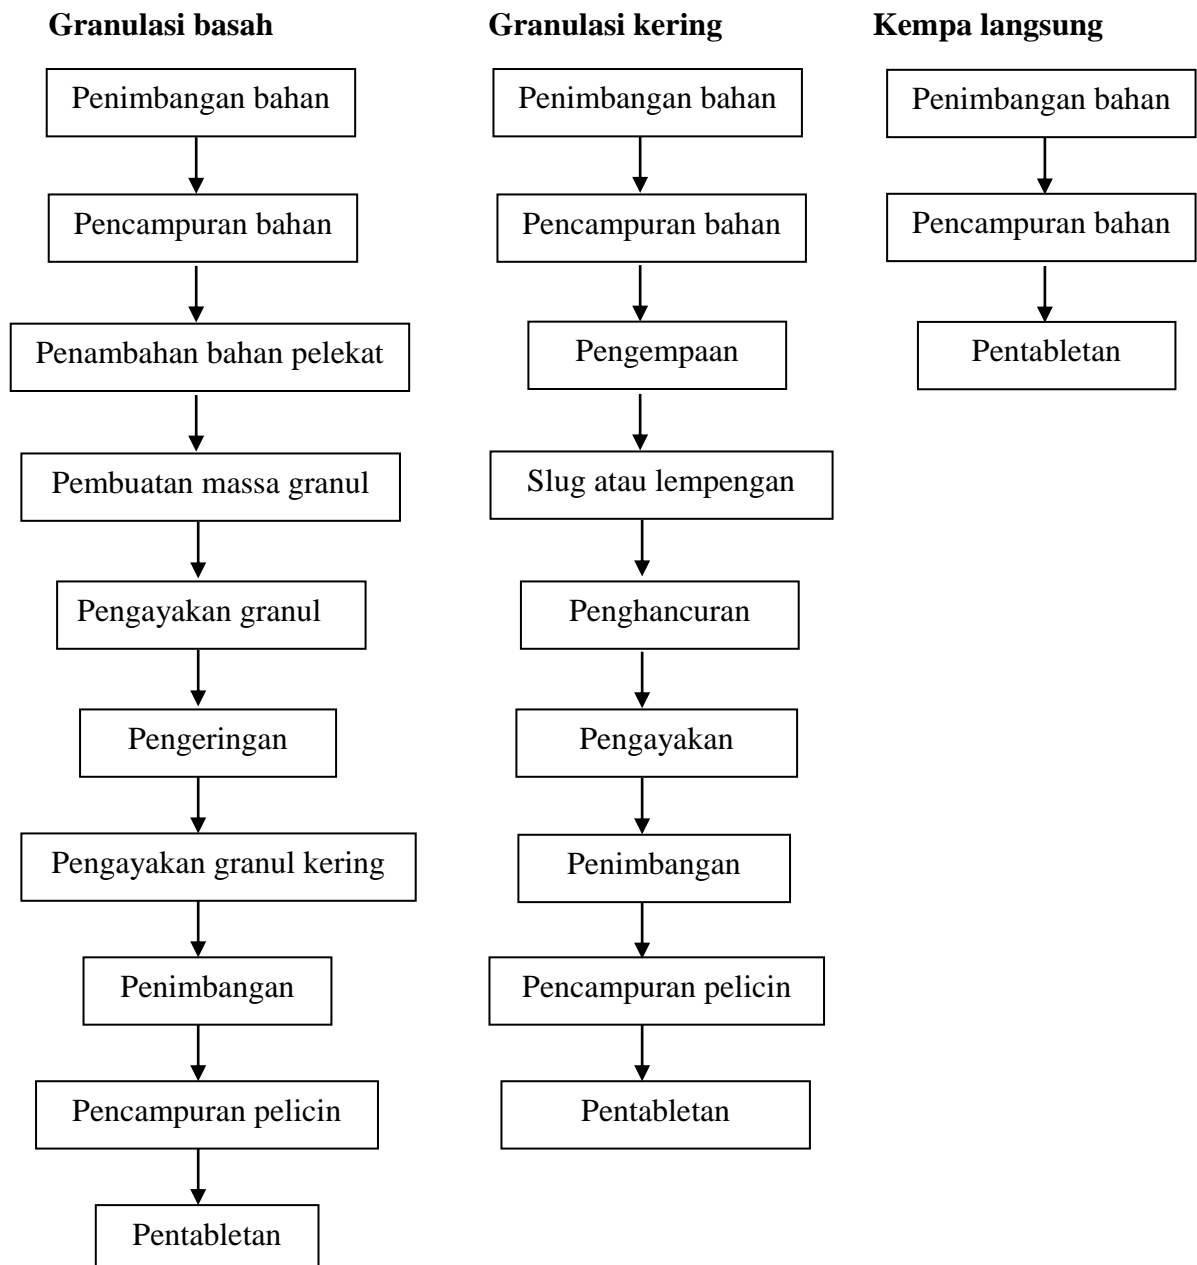 Granulasi basah
Penimbangan bahan
Pencampuran bahan
Penambahan bahan pelekat
Pembuatan massa granul
Pengayakan granul
Pengeringan
Pengayakan granul kering
Penimbangan
Pencampuran pelicin
Pentabletan
Granulasi kering
Penimbangan bahan
Pencampuran bahan
Pengempaan
Slug atau lempengan
Penghancuran
Pengayakan
Penimbangan
Pencampuran pelicin
Pentabletan
Kempa langsung
Penimbangan bahan
Pencampuran bahan
Pentabletan